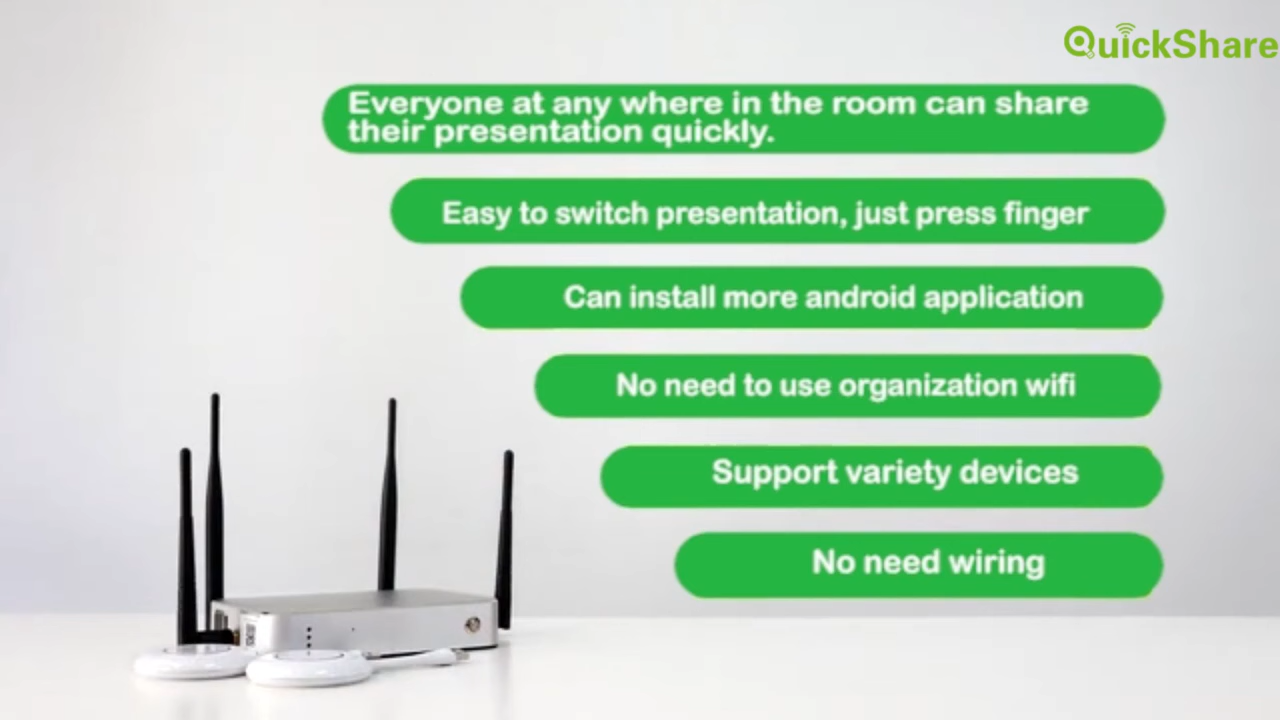 QuickShare
Everyone at any where in the room can share
their presentation quickly.
Easy to switch presentation, just press finger
Can install more android application
No need to use organization wifi
Support variety devices
No need wiring